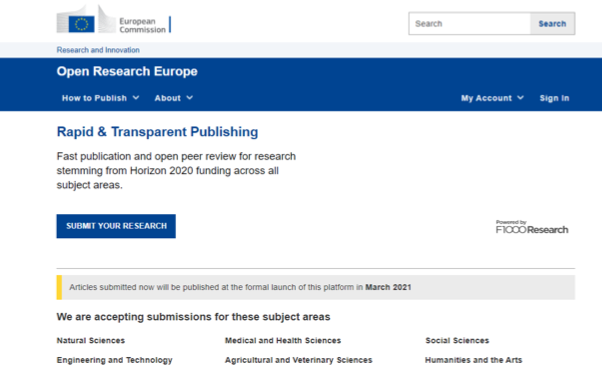 European
Commission
Search
Search
Research and Innovation
Open Research Europe
How to Publish
About
My Account
Sign In
Rapid & Transparent Publishing
Fast publication and open peer review for research
stemming from Horizon 2020 funding across all
subject areas.
SUBMIT YOUR RESEARCH
Powered by
F1000Research
Articles submitted now will be published at the formal launch of this platform in March 2021
We are accepting submissions for these subject areas
Natural Sciences
Medical and Health Sciences
Social Sciences
Engineering and Technology
Agricultural and Veterinary Sciences
Humanities and the Arts